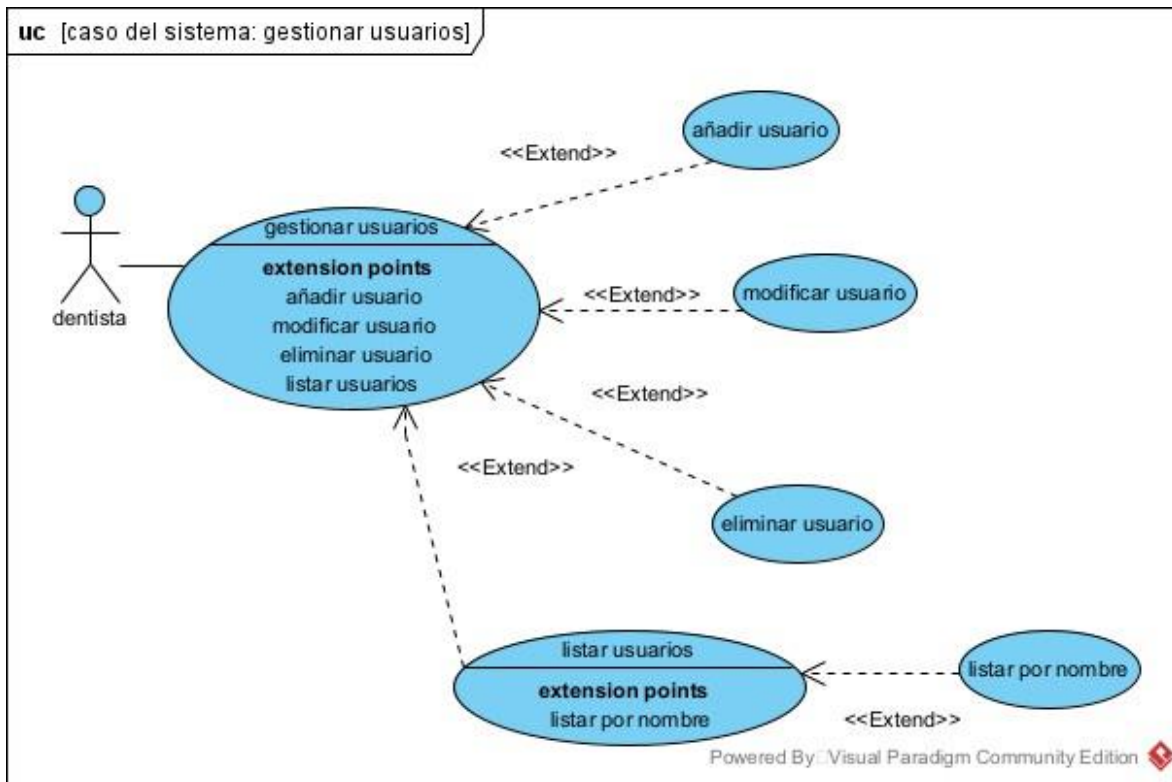 uc [caso del sistema: gestionar usuarios]
añadir usuario
<<Extend>>
gestionar usuarios
extension points
añadir usuario
modificar usuario
eliminar usuario
listar usuarios
dentista
<<Extend>>
modificar usuario
<<Extend>>
<<Extend>>
eliminar usuario
listar usuarios
extension points
listar por nombre
listar por nombre
<<Extend>>
Powered By Visual Paradigm Community Edition